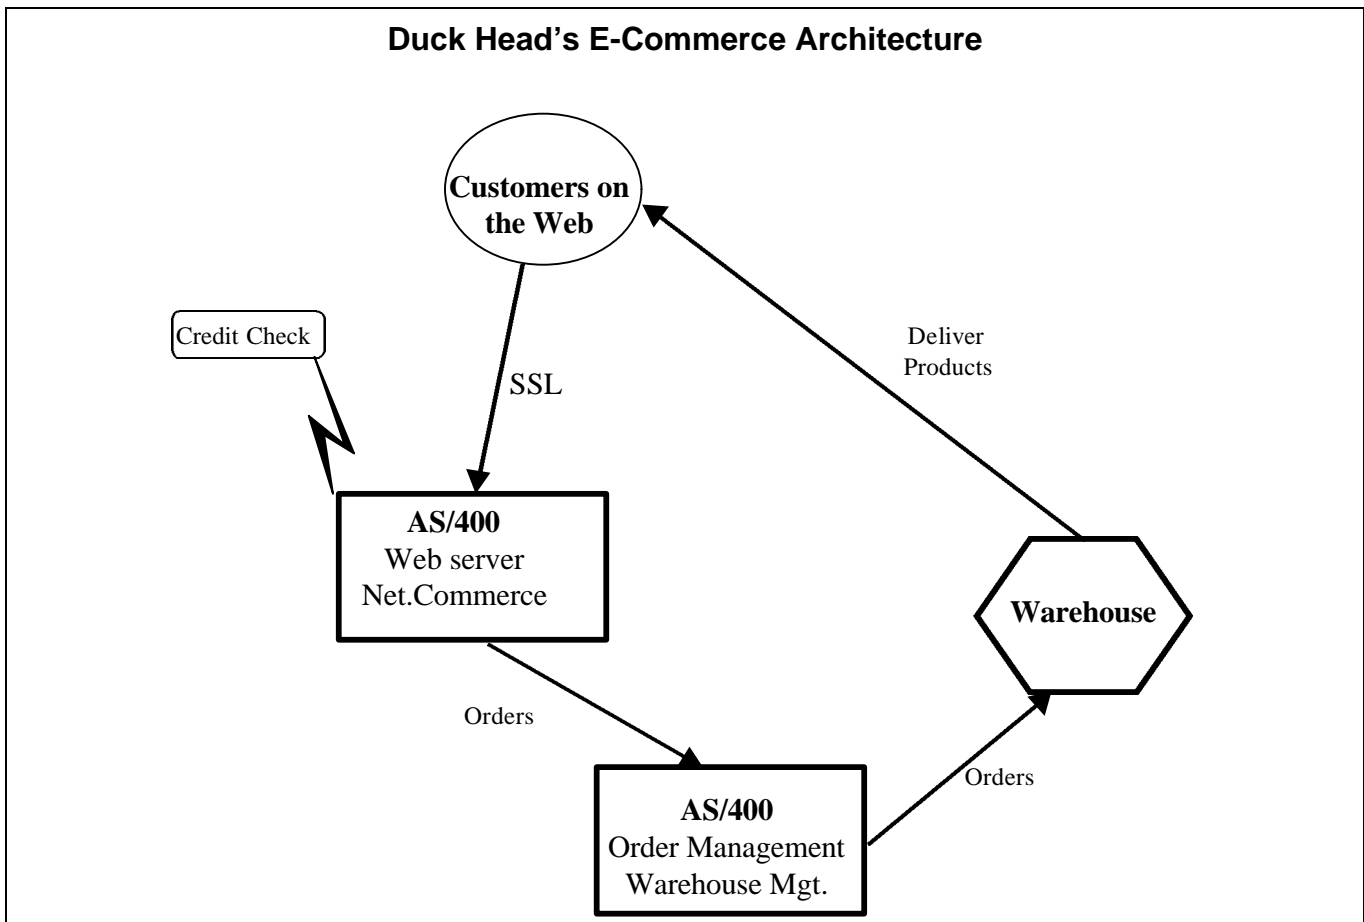 Duck Head’s E-Commerce Architecture
Customers on
the Web
Credit Check
Deliver
Products
SSL
AS/400
Web server
Net.Commerce
Warehouse
Orders
Orders
AS/400
Order Management
Warehouse Mgt.